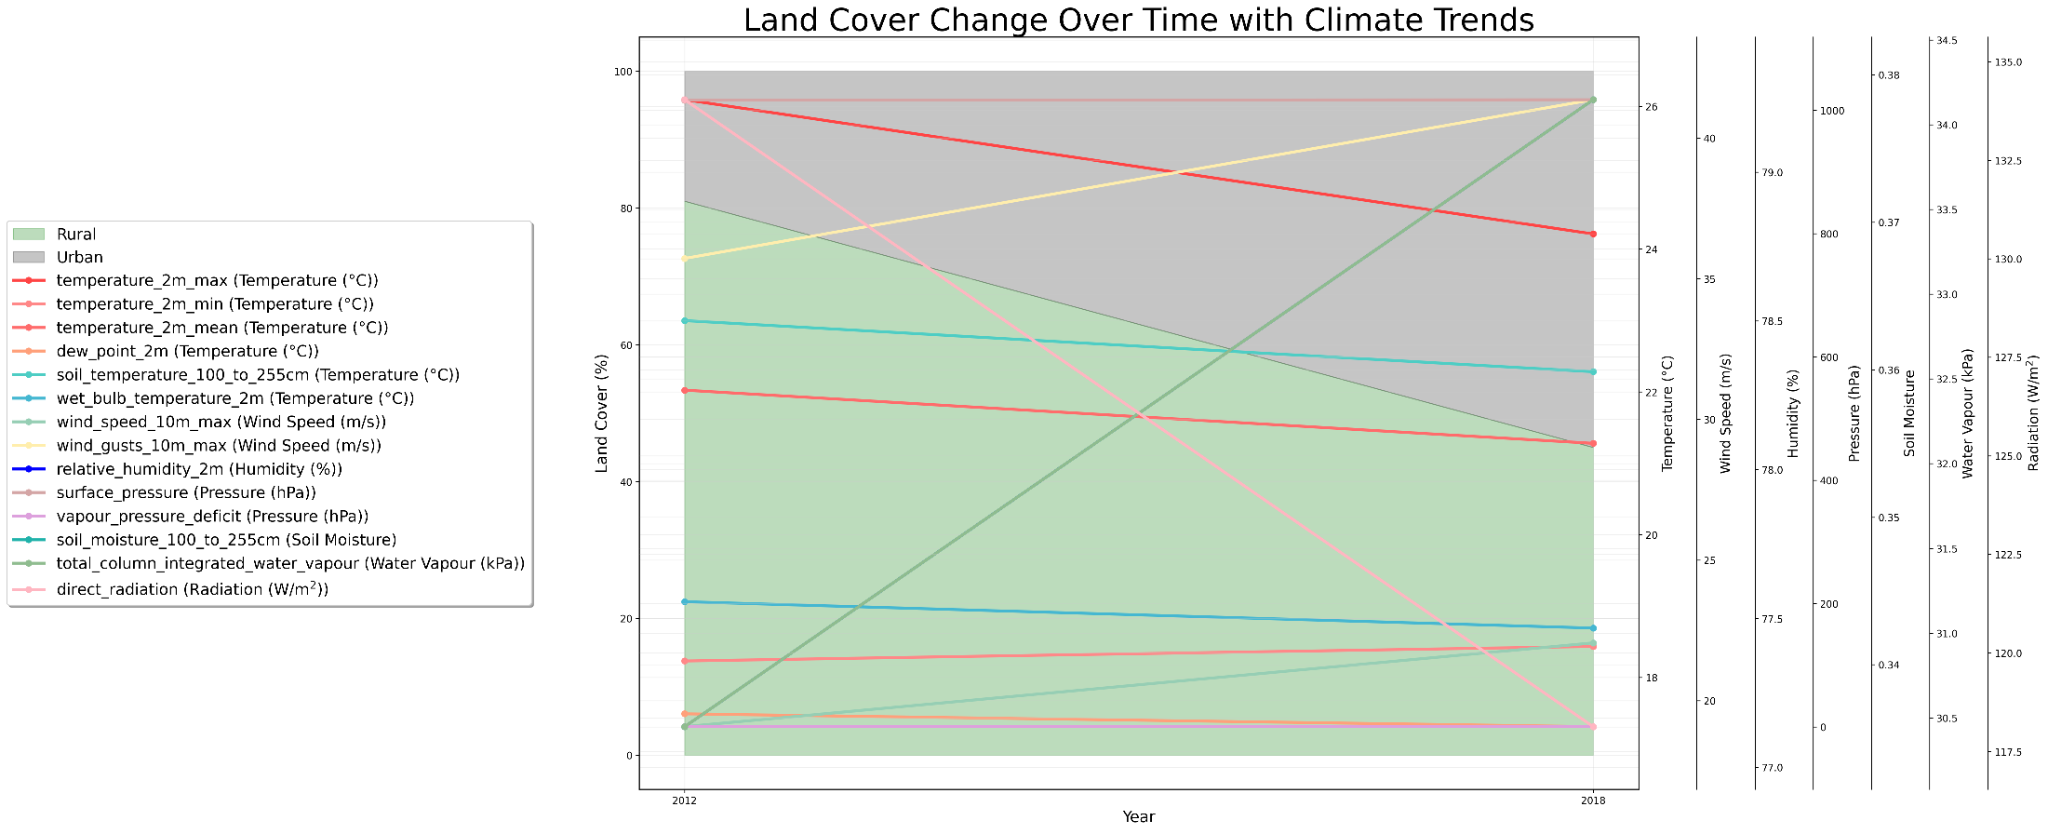 Land Cover Change Over Time with Climate Trends
Rural
Urban
temperature_2m_max (Temperature (°C))
temperature_2m_min (Temperature (°C))
temperature_2m_mean (Temperature (°C))
dew_point_2m (Temperature (°C))
soil_temperature_100_to_255cm (Temperature (°C))
wet_bulb_temperature_2m (Temperature (°C))
wind_speed_10m_max (Wind Speed (m/s))
wind_gusts_10m_max (Wind Speed (m/s))
relative_humidity_2m (Humidity (%))
surface_pressure (Pressure (hPa))
vapour_pressure_deficit (Pressure (hPa))
soil_moisture_100_to_255cm (Soil Moisture)
total_column_integrated_water_vapour (Water Vapour (kPa))
direct_radiation (Radiation (W/m²))
Land Cover (%)
100
80
60
40
20
0
2012
2018
Year
26
24
22
20
18
Temperature (°C)
40
35
30
25
20
Wind Speed (m/s)
79.0
78.5
78.0
77.5
77.0
Humidity (%)
1000
800
600
400
200
0
Pressure (hPa)
0.38
0.37
0.36
0.35
0.34
Soil Moisture
34.5
34.0
33.5
33.0
32.5
32.0
31.5
31.0
30.5
Water Vapour (kPa)
135.0
132.5
130.0
127.5
125.0
122.5
120.0
117.5
Radiation (W/m²)